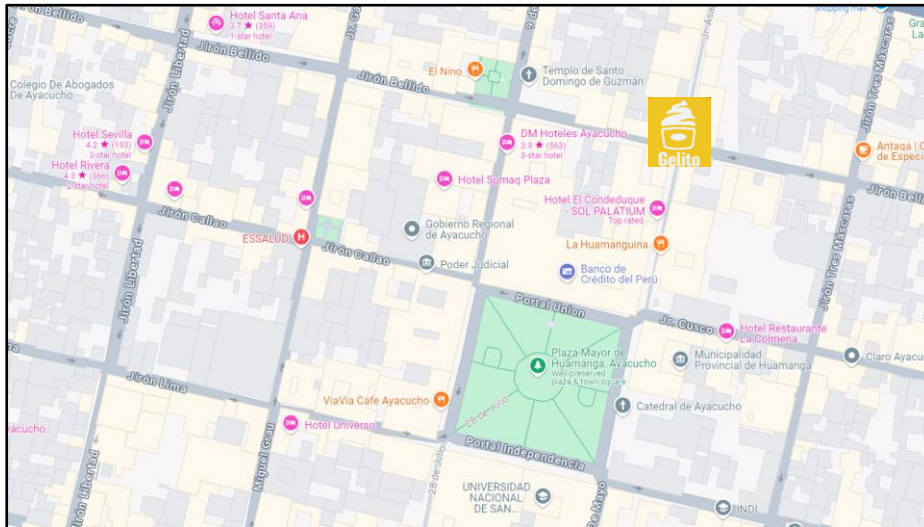 Hotel Santa Ana
3.7 ★ (359)
1-star hotel
Jirón Bellido
Jirón Libertad
Colegio De Abogados
De Ayacucho
El Nino
Jirón Bellido
Templo de Santo
Domingo de Guzmán
Gelito
Jirón Tres Máscaras
Hotel Sevilla
4.2 ★ (193)
3-star hotel
Hotel Rivera
4.3 ★ (366)
2-star hotel
DM Hoteles Ayacucho
3.9 ★ (563)
3-star hotel
Hotel Sumaq Plaza
Hotel El Condeduque
- SOL PALATIUM
Top rated
Jirón Callao
ESSALUD
Jirón Callao
Gobierno Regional
de Ayacucho
Poder Judicial
La Huamanguina
Banco de
Crédito del Perú
Jirón Libertad
Jirón Tres Máscaras
Portal Union
Jr. Cusco
Hotel Restaurante
La Colmena
Plaza Mayor de
Huamanga, Ayacucho
Well-preserved
plaza & town square
Municipalidad
Provincial de Huamanga
Jirón Lima
ViaVia Cafe Ayacucho
28 de Julio
Catedral de Ayacucho
Hotel Universo
Miguel Grau
Jirón Libertad
28 de Julio
Portal Independencia
UNIVERSIDAD
NACIONAL
DE SAN...
De Mayo
INDI